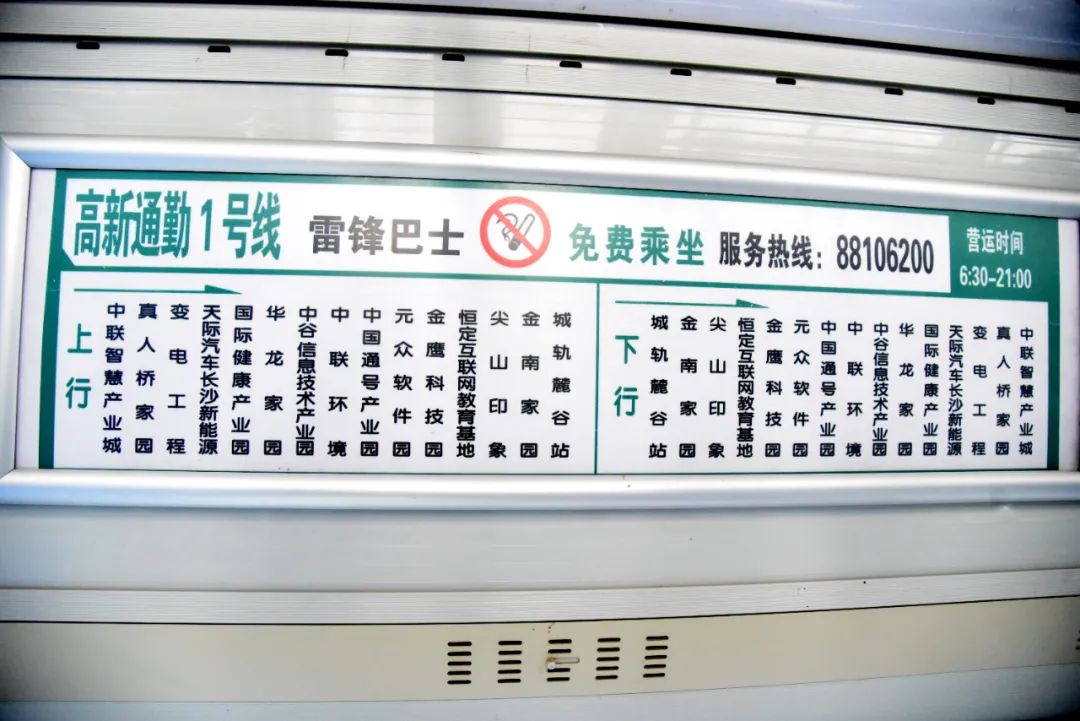 高新通勤1号线 雷锋巴士 免费乘坐 服务热线：88106200
营运时间
6:30-21:00
上行
中联智慧产业城
真人桥家园
变电工程
天际汽车长沙新能源
国际健康产业园
华龙家园
中谷信息技术产业园
中联环境
中国通号产业园
元众软件园
金鹰科技园
恒定互联网教育基地
尖山印象
金南家园
城轨麓谷站
下行
城轨麓谷站
金南家园
尖山印象
恒定互联网教育基地
金鹰科技园
元众软件园
中国通号产业园
中联环境
中谷信息技术产业园
华龙家园
国际健康产业园
天际汽车长沙新能源
变电工程
真人桥家园
中联智慧产业城